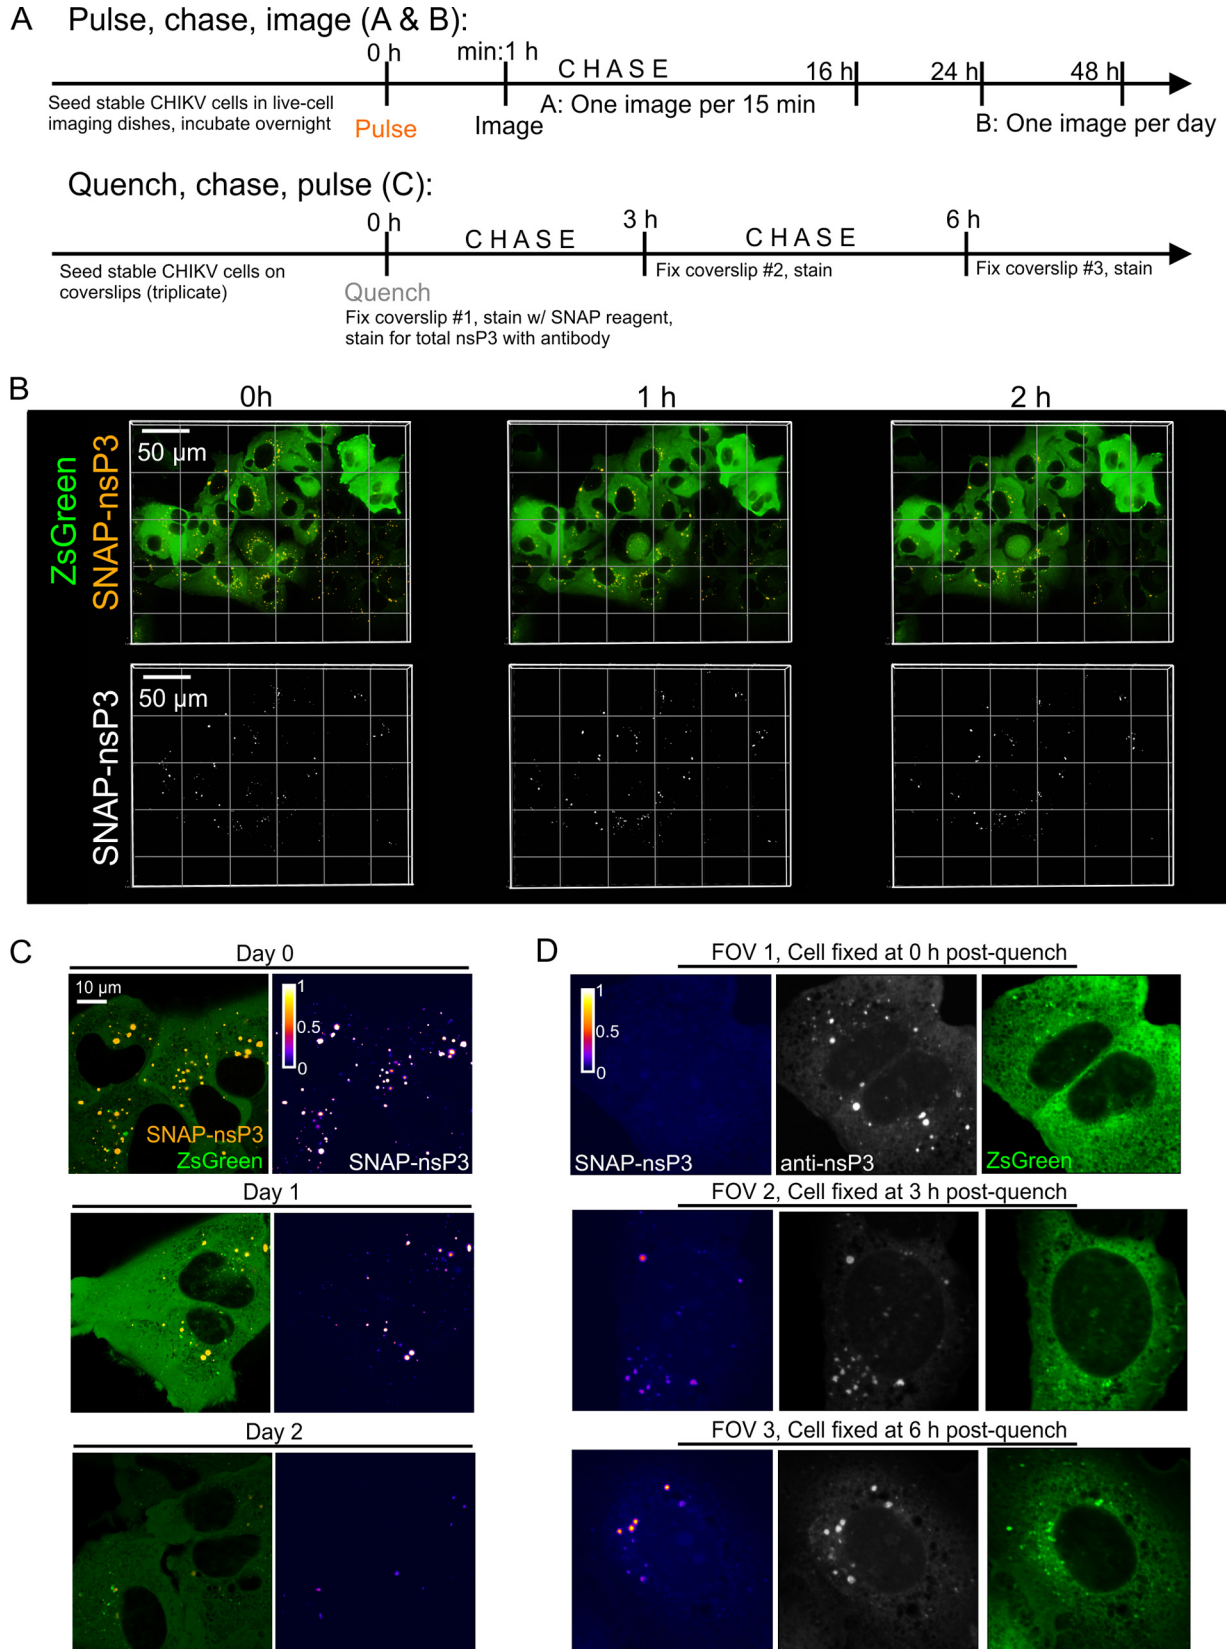 A
Pulse, chase, image (A & B):
0 h
min:1 h
CHASE
16 h
24 h
48 h
Seed stable CHIKV cells in live-cell
imaging dishes, incubate overnight
Pulse
Image
A: One image per 15 min
B: One image per day
Quench, chase, pulse (C):
0 h
CHASE
3 h
CHASE
6 h
Seed stable CHIKV cells on
coverslips (triplicate)
Quench
Fix coverslip #1, stain w/ SNAP reagent,
stain for total nsP3 with antibody
Fix coverslip #2, stain
Fix coverslip #3, stain
B
0h
1 h
2 h
ZsGreen
SNAP-nsP3
50 µm
SNAP-nsP3
50 µm
C
Day 0
10 µm
SNAP-nsP3
ZsGreen
1
0.5
0
SNAP-nsP3
Day 1
Day 2
D
FOV 1, Cell fixed at 0 h post-quench
1
0.5
0
SNAP-nsP3
anti-nsP3
ZsGreen
FOV 2, Cell fixed at 3 h post-quench
FOV 3, Cell fixed at 6 h post-quench